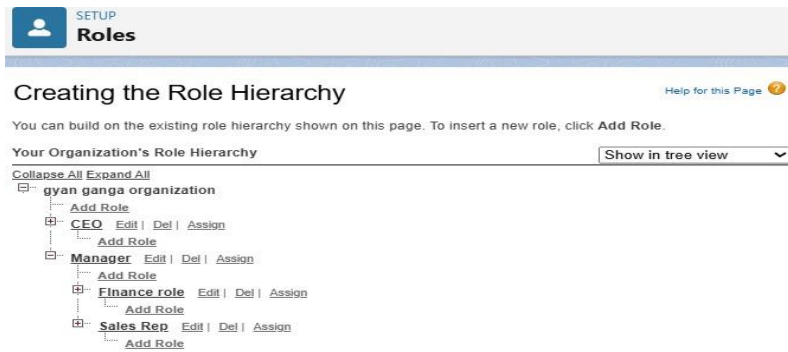 SETUP
Roles
Creating the Role Hierarchy
Help for this Page ?
You can build on the existing role hierarchy shown on this page. To insert a new role, click Add Role.
Your Organization's Role Hierarchy
Show in tree view
Collapse All Expand All
gyan ganga organization
Add Role
CEO Edit | Del | Assign
Add Role
Manager Edit | Del | Assign
Add Role
FInance role Edit | Del | Assign
Add Role
Sales Rep Edit | Del | Assign
Add Role